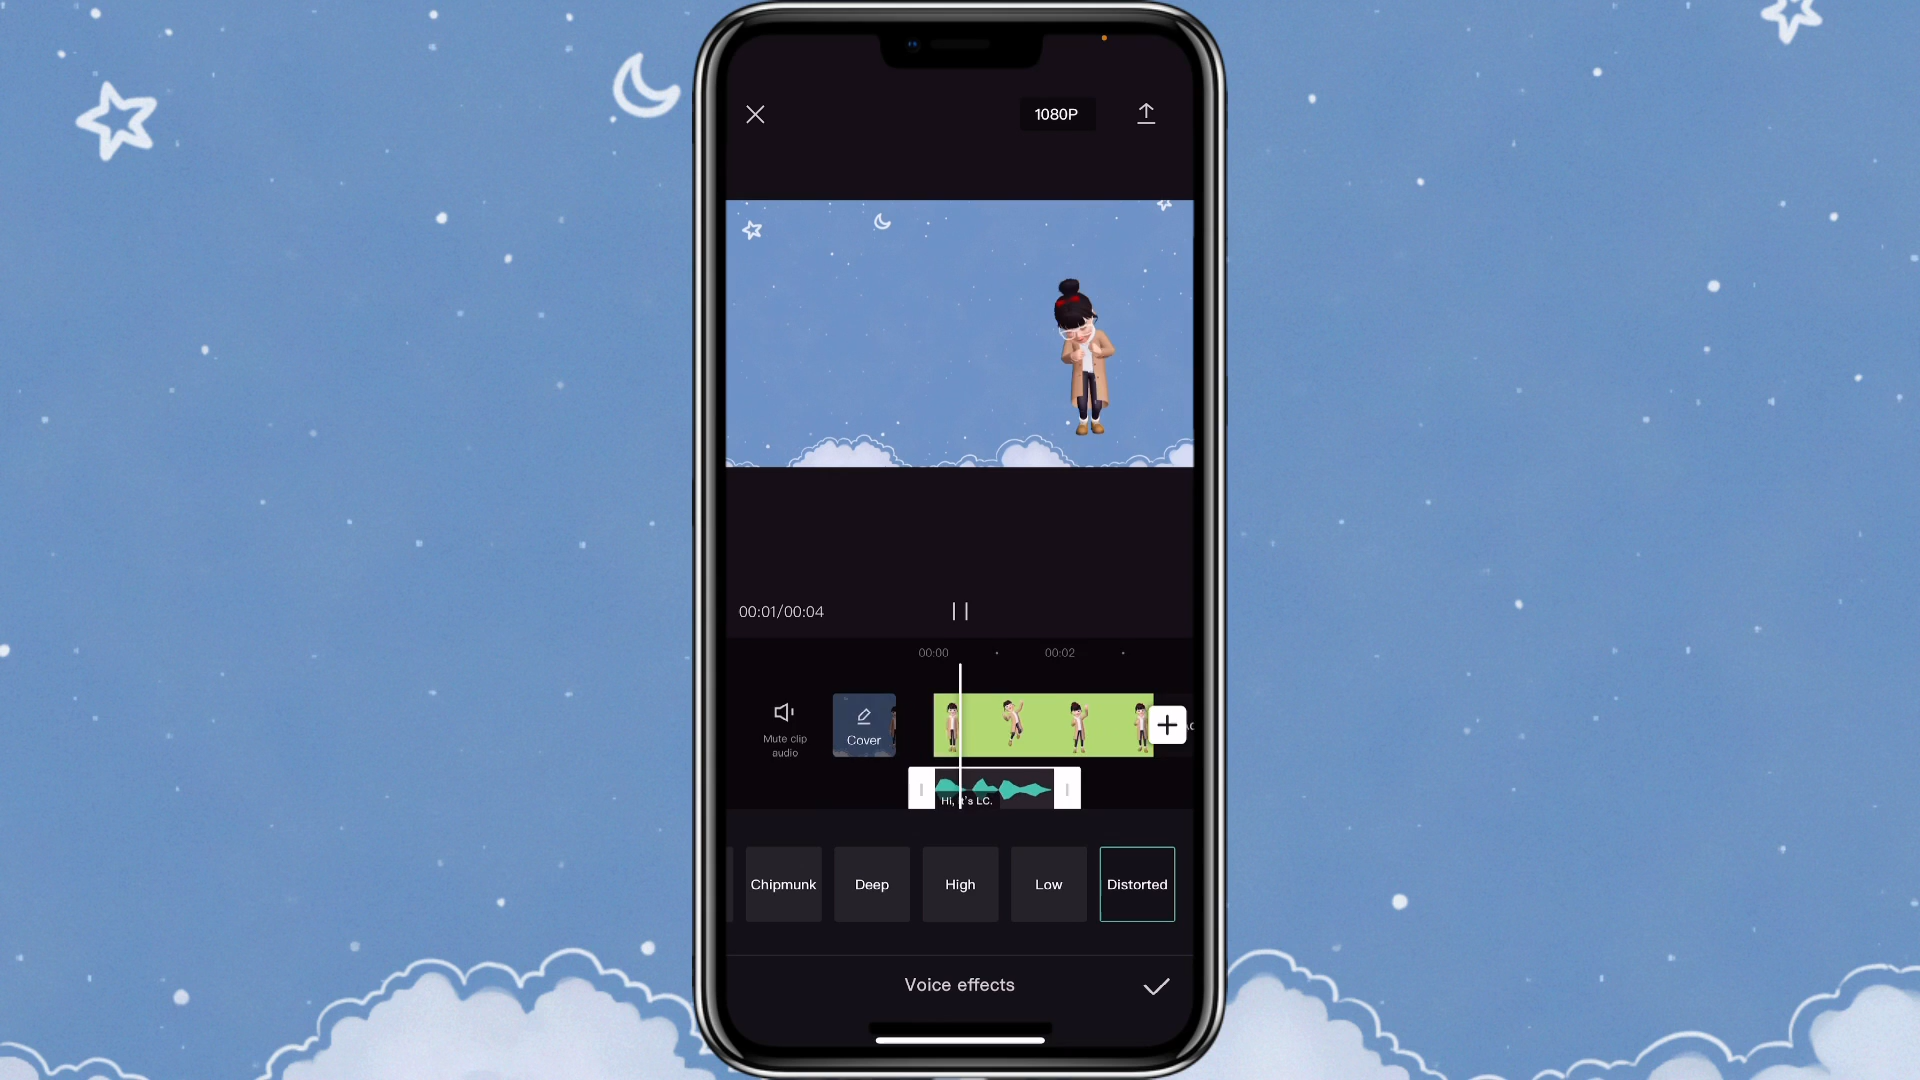 1080P
00:01/00:04
00:00
00:02
Mute clip
audio
Cover
Hi, it's LC.
Chipmunk
Deep
High
Low
Distorted
Voice effects